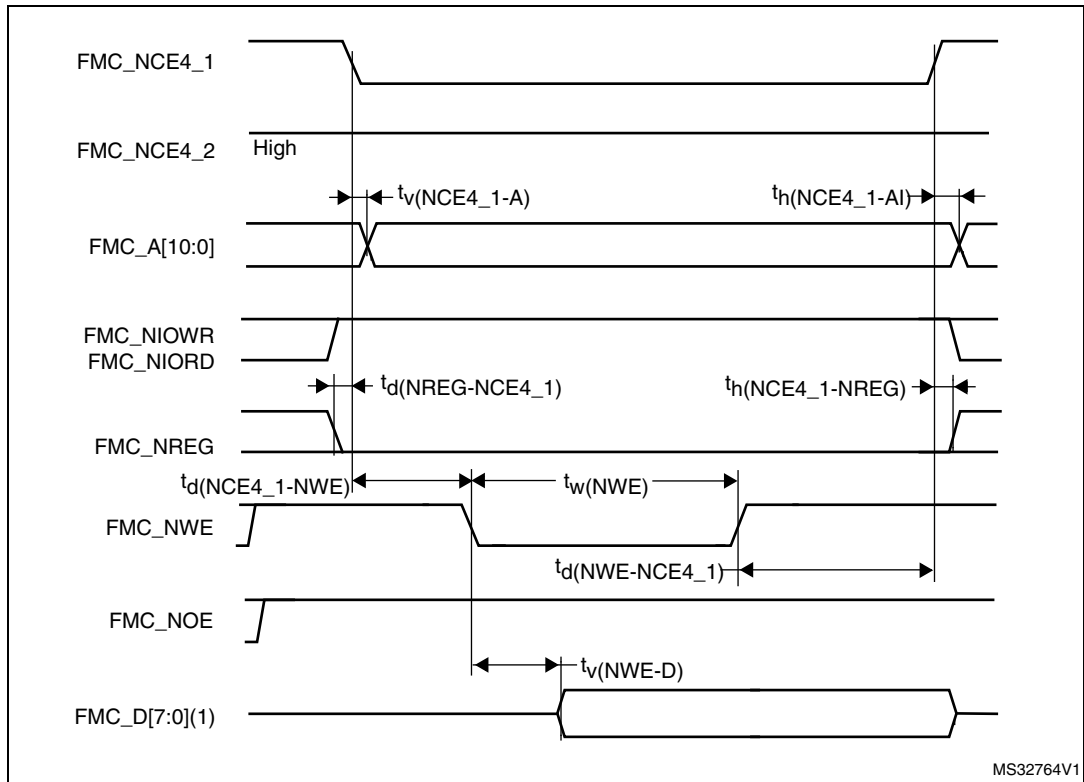 FMC_NCE4_1
FMC_NCE4_2 High
tv(NCE4_1-A) th(NCE4_1-AI)
FMC_A[10:0]
FMC_NIOWR
FMC_NIORD
td(NREG-NCE4_1) th(NCE4_1-NREG)
FMC_NREG
td(NCE4_1-NWE) tw(NWE)
FMC_NWE
td(NWE-NCE4_1)
FMC_NOE
tv(NWE-D)
FMC_D[7:0](1)
MS32764V1